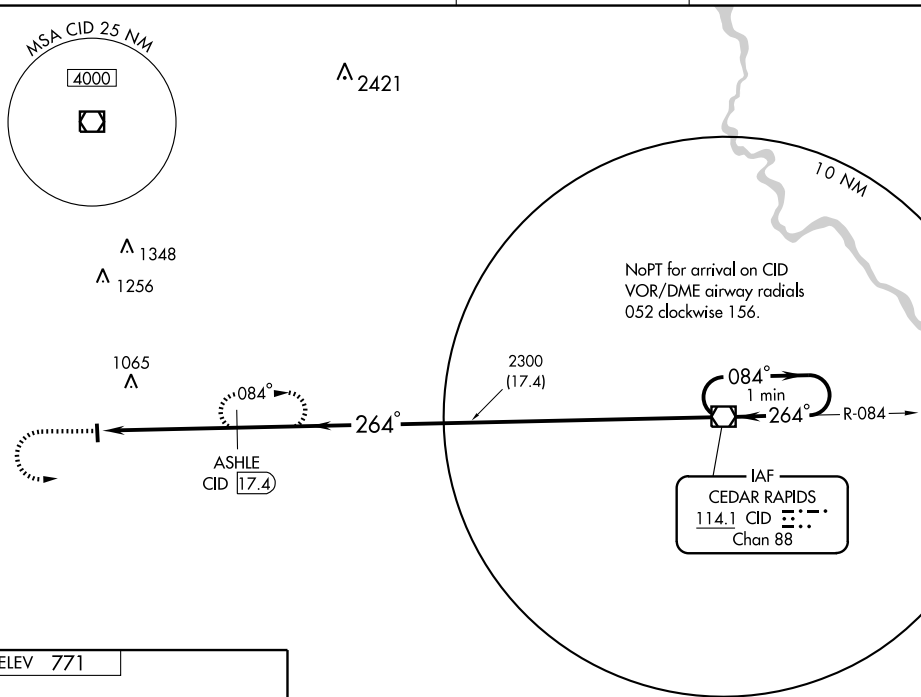 MSA CID 25 NM
4000
2421
1348
1256
1065
10 NM
NoPT for arrival on CID
VOR/DME airway radials
052 clockwise 156.
2300
(17.4)
084°
1 min
264°
R-084
084°
264°
ASHLE
CID 17.4
IAF
CEDAR RAPIDS
114.1 CID
Chan 88
ELEV 771